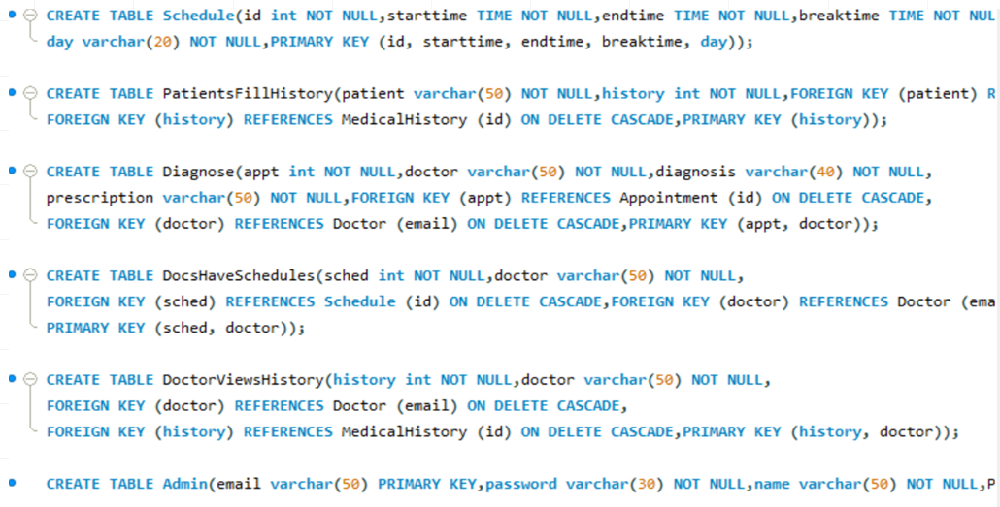 CREATE TABLE Schedule(id int NOT NULL,starttime TIME NOT NULL,endtime TIME NOT NULL,breaktime TIME NOT NUL
day varchar(20) NOT NULL,PRIMARY KEY (id, starttime, endtime, breaktime, day));
CREATE TABLE PatientsFillHistory(patient varchar(50) NOT NULL,history int NOT NULL,FOREIGN KEY (patient) R
FOREIGN KEY (history) REFERENCES MedicalHistory (id) ON DELETE CASCADE,PRIMARY KEY (history));
CREATE TABLE Diagnose(appt int NOT NULL,doctor varchar(50) NOT NULL,diagnosis varchar(40) NOT NULL,
prescription varchar(50) NOT NULL,FOREIGN KEY (appt) REFERENCES Appointment (id) ON DELETE CASCADE,
FOREIGN KEY (doctor) REFERENCES Doctor (email) ON DELETE CASCADE,PRIMARY KEY (appt, doctor));
CREATE TABLE DocsHaveSchedules(sched int NOT NULL,doctor varchar(50) NOT NULL,
FOREIGN KEY (sched) REFERENCES Schedule (id) ON DELETE CASCADE,FOREIGN KEY (doctor) REFERENCES Doctor (ema
PRIMARY KEY (sched, doctor));
CREATE TABLE DoctorViewsHistory(history int NOT NULL,doctor varchar(50) NOT NULL,
FOREIGN KEY (doctor) REFERENCES Doctor (email) ON DELETE CASCADE,
FOREIGN KEY (history) REFERENCES MedicalHistory (id) ON DELETE CASCADE,PRIMARY KEY (history, doctor));
CREATE TABLE Admin(email varchar(50) PRIMARY KEY,password varchar(30) NOT NULL,name varchar(50) NOT NULL,P